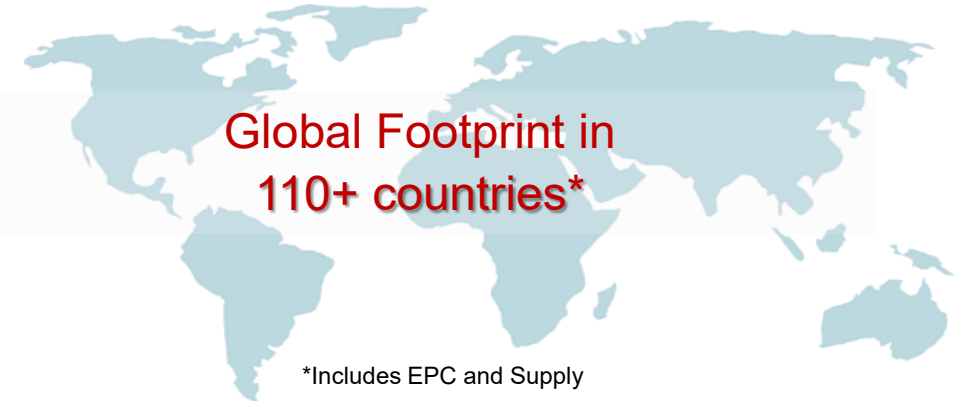 Global Footprint in
110+ countries*
*Includes EPC and Supply